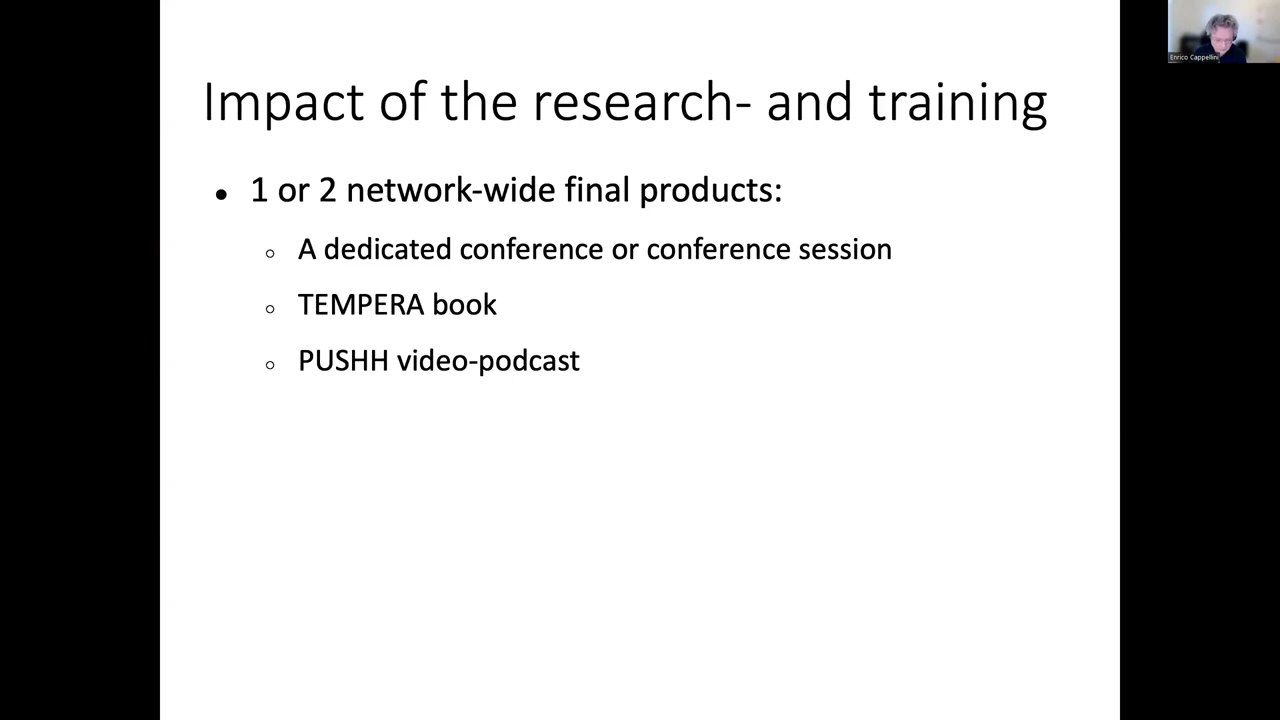 Impact of the research- and training
● 1 or 2 network-wide final products:
○ A dedicated conference or conference session
○ TEMPERA book
○ PUSHH video-podcast
Enrico Cappellini